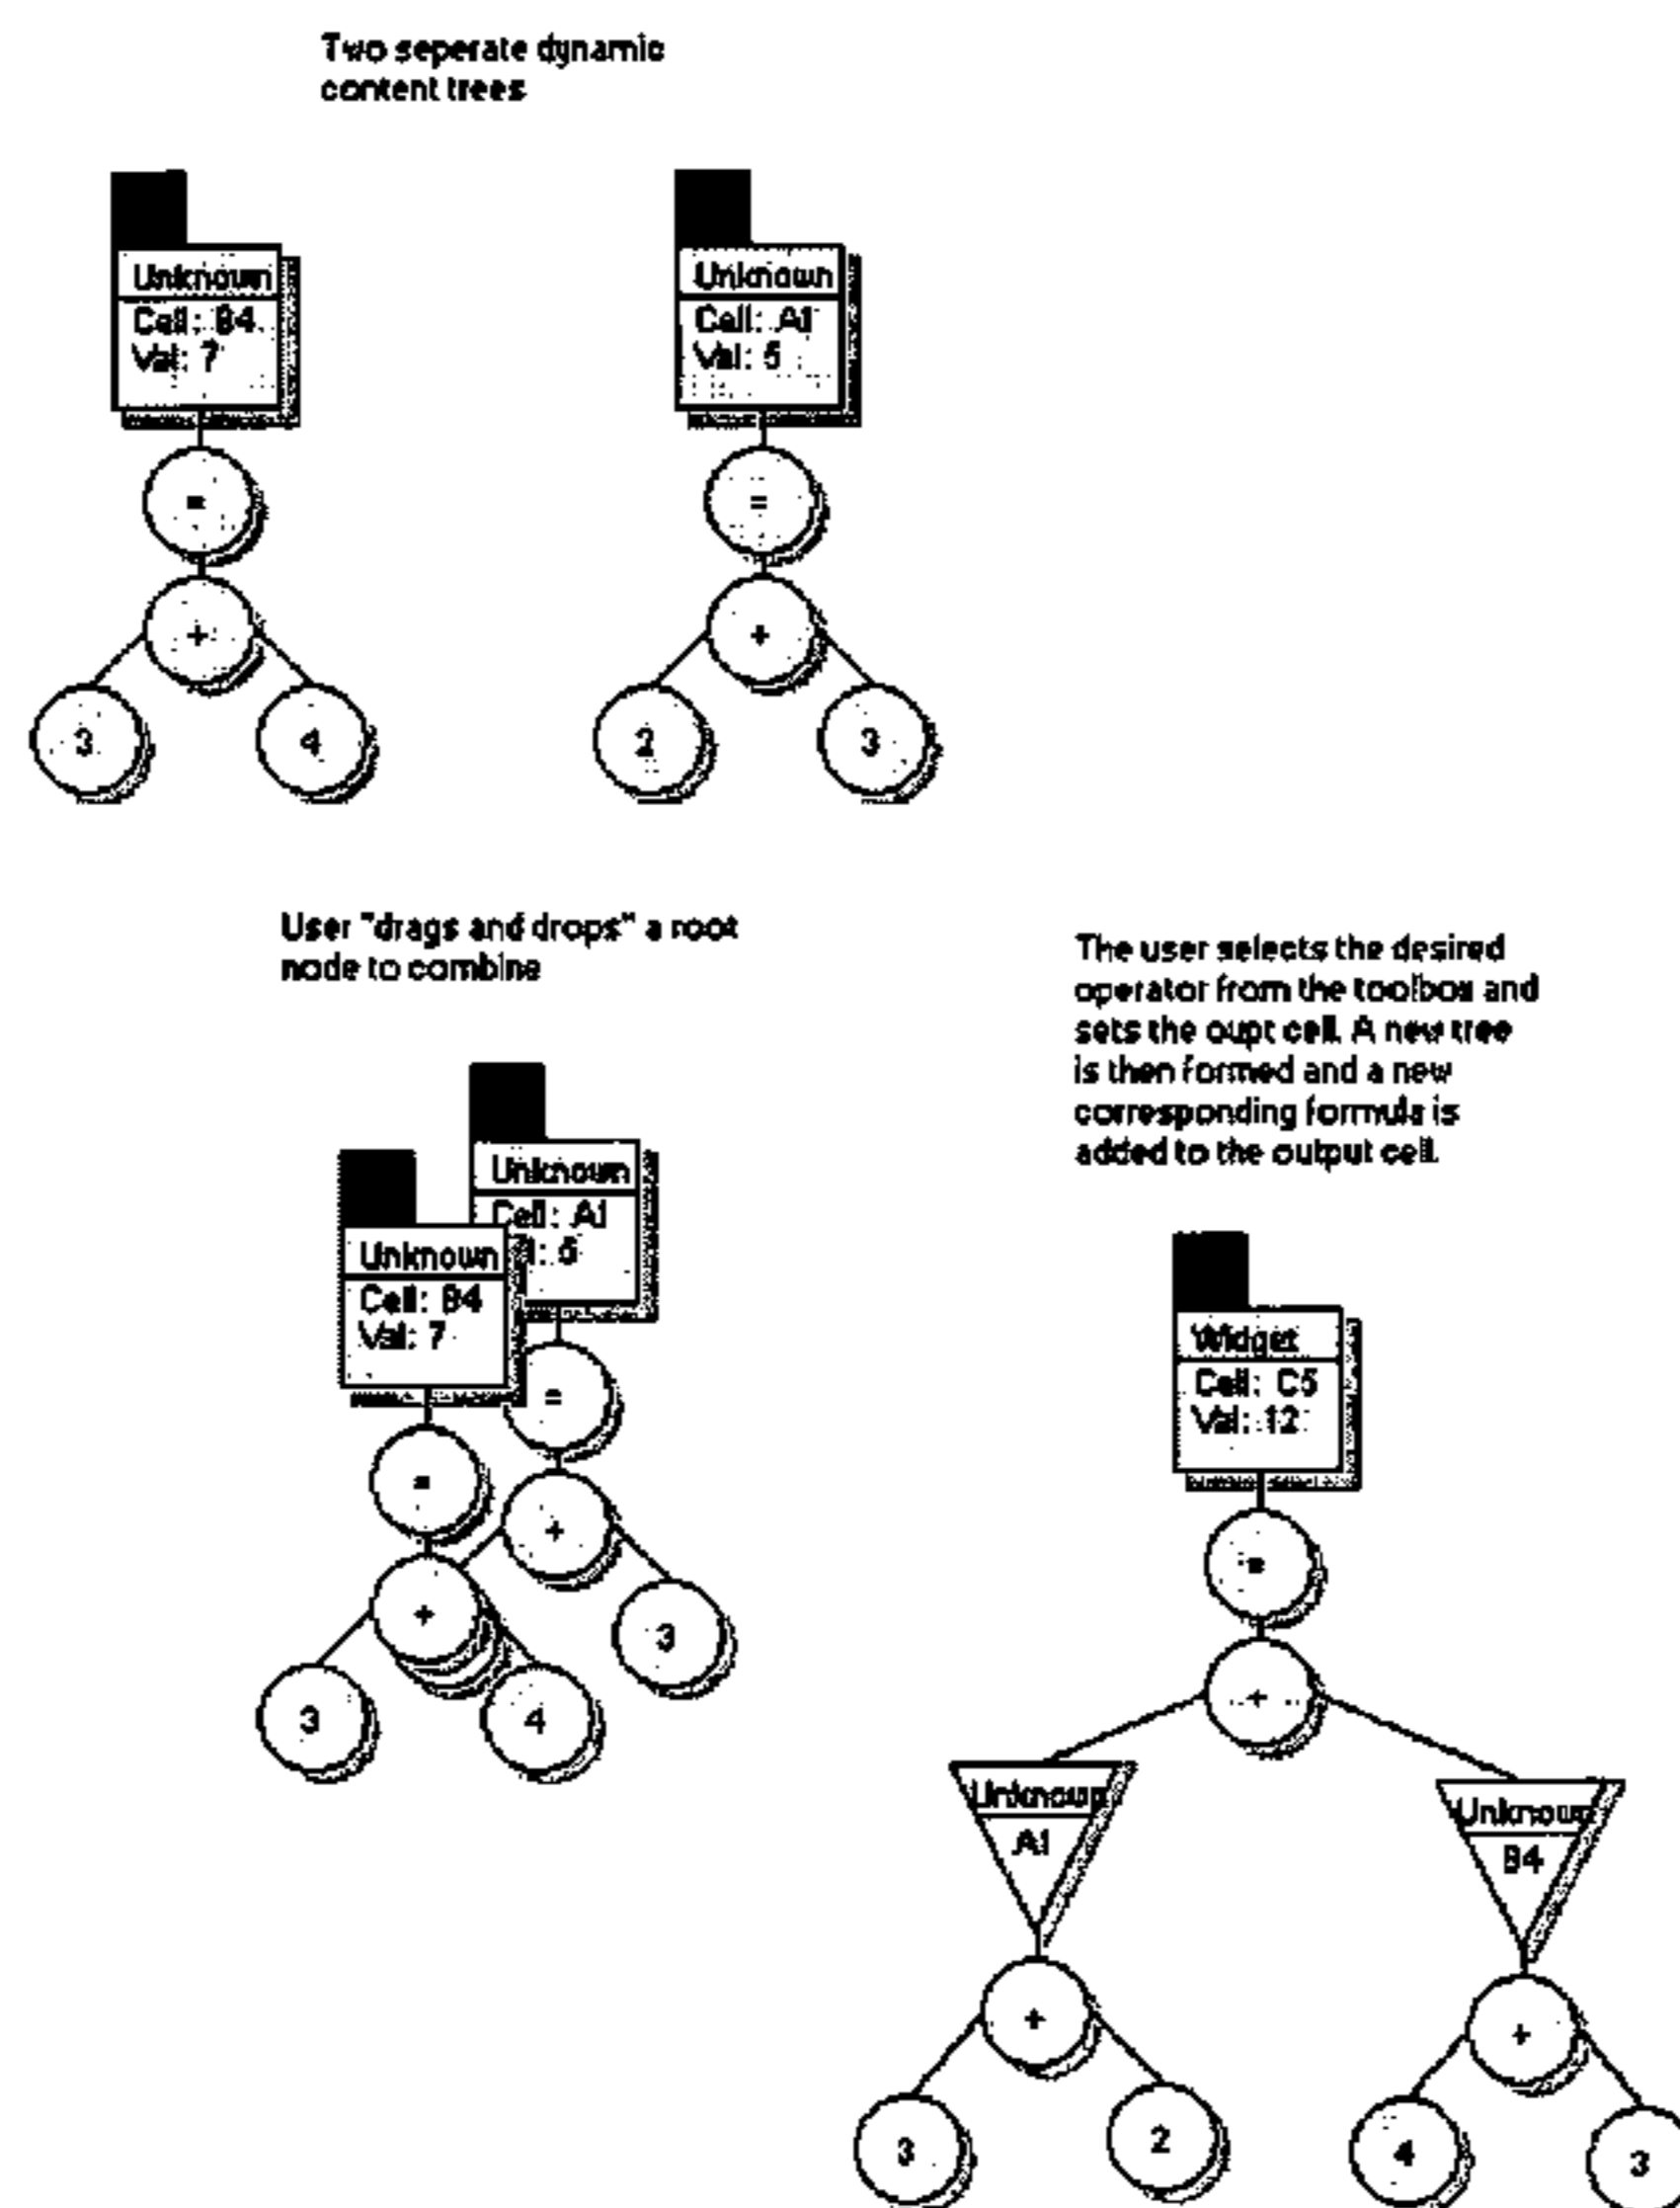 Two seperate dynamic
content trees
Unknown
Cell: B4
Val: 7
=
+
3
4
Unknown
Cell: A1
Val: 5
=
+
2
3
User "drags and drops" a root
node to combine
Unknown
Cell: A1
l: 5
=
+
3
Unknown
Cell: B4
Val: 7
=
+
3
4
The user selects the desired
operator from the toolbox and
sets the oupt cell. A new tree
is then formed and a new
corresponding formula is
added to the output cell.
Widget
Cell: C5
Val: 12
=
+
Unknown
A1
+
3
2
Unknown
B4
+
4
3